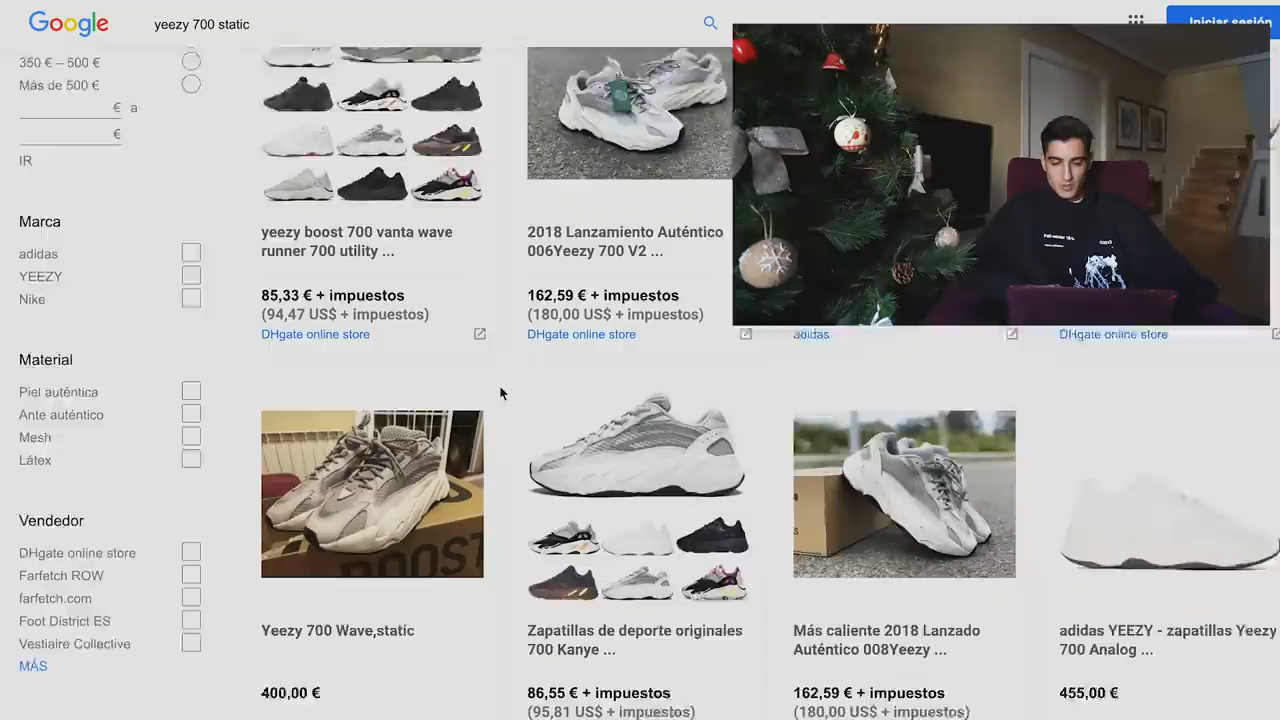 Google
yeezy 700 static
Iniciar sesión
350 € – 500 €
Más de 500 €
€ a
€
IR
Marca
adidas
YEEZY
Nike
Material
Piel auténtica
Ante auténtico
Mesh
Látex
Vendedor
DHgate online store
Farfetch ROW
farfetch.com
Foot District ES
Vestiaire Collective
MÁS
yeezy boost 700 vanta wave
runner 700 utility ...
85,33 € + impuestos
(94,47 US$ + impuestos)
DHgate online store
2018 Lanzamiento Auténtico
006Yeezy 700 V2 ...
162,59 € + impuestos
(180,00 US$ + impuestos)
DHgate online store
adidas
DHgate online store
BOOST
Yeezy 700 Wave,static
400,00 €
Zapatillas de deporte originales
700 Kanye ...
86,55 € + impuestos
(95,81 US$ + impuestos)
Más caliente 2018 Lanzado
Auténtico 008Yeezy ...
162,59 € + impuestos
(180,00 US$ + impuestos)
adidas YEEZY - zapatillas Yeezy
700 Analog ...
455,00 €